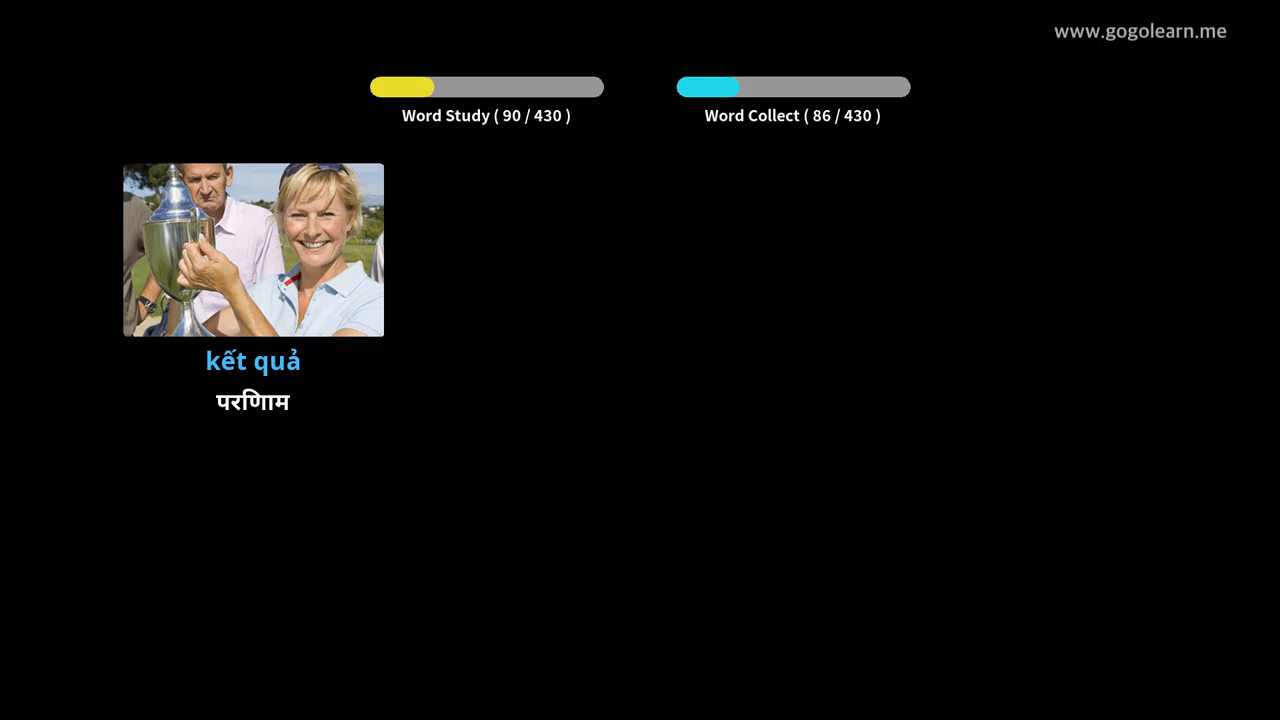 www.gogolearn.me
Word Study ( 90 / 430 )
Word Collect ( 86 / 430 )
kết quả
परिणाम